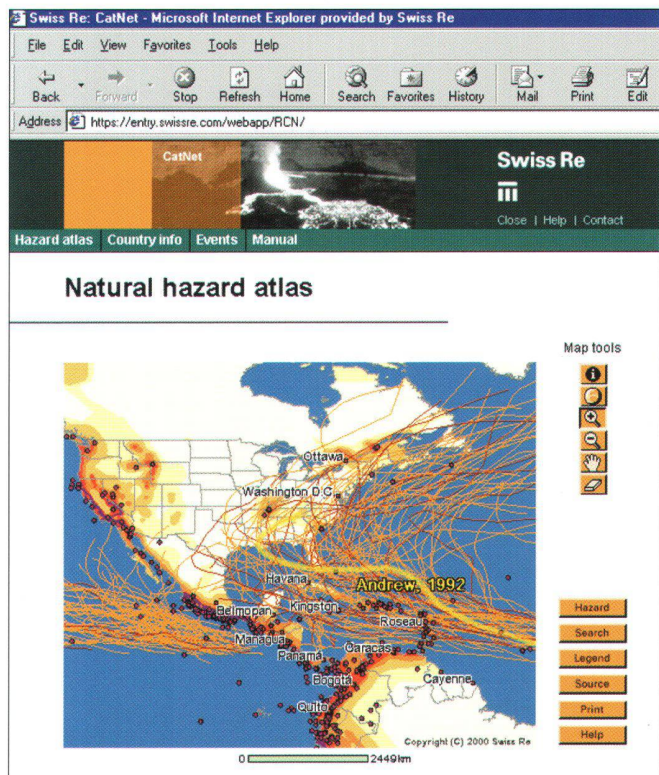 Swiss Re: CatNet - Microsoft Internet Explorer provided by Swiss Re
File Edit View Favorites Tools Help
Back Forward Stop Refresh Home Search Favorites History Mail Print Edit
Address https://entry.swissre.com/webapp/RCN/
CatNet
Swiss Re
Close | Help | Contact
Hazard atlas Country info Events Manual
Natural hazard atlas
Map tools
Ottawa
Washington D.C.
Havana
Andrew, 1992
Belmopan Kingston
Roseau
Managua
Panamá Caracas
Bogotá Cayenne
Quito
Hazard
Search
Legend
Source
Print
Help
Copyright (C) 2000 Swiss Re
0 2449km